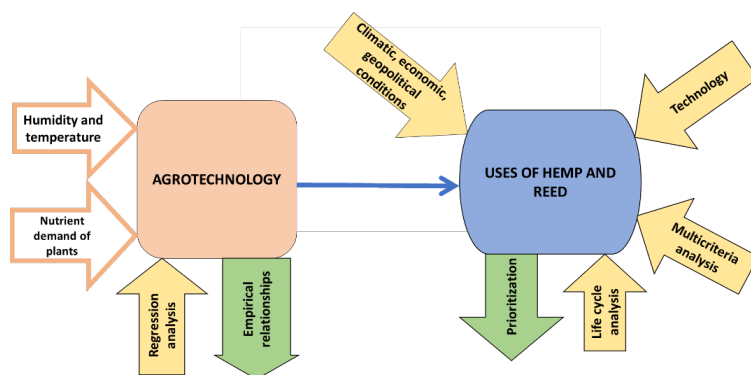 Climatic, economic,
geopolitical
conditions
Technology
Humidity and
temperature
AGROTECHNOLOGY
USES OF HEMP AND
REED
Nutrient
demand of
plants
Multicriteria
analysis
Regression
analysis
Empirical
relationships
Prioritization
Life cycle
analysis